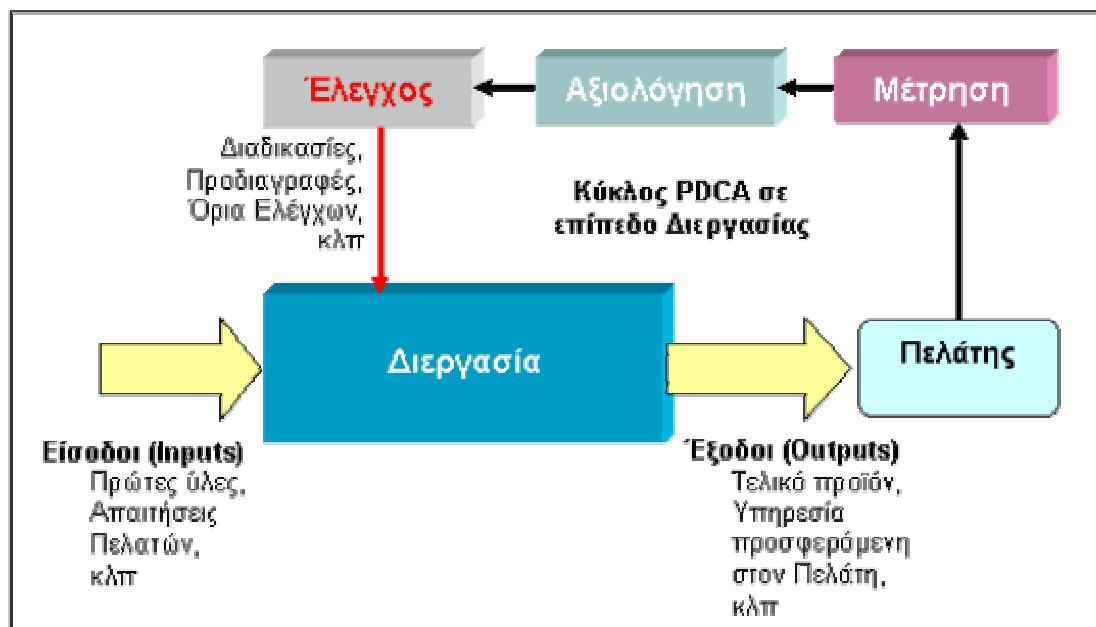 Έλεγχος
Αξιολόγηση
Μέτρηση
Διαδικασίες,
Προδιαγραφές,
Όρια Ελέγχων,
κλπ
Κύκλος PDCA σε
επίπεδο Διεργασίας
Διεργασία
Πελάτης
Είσοδοι (Inputs)
Πρώτες ύλες,
Απαιτήσεις
Πελατών,
κλπ
Έξοδοι (Outputs)
Τελικό προϊόν,
Υπηρεσία
προσφερόμενη
στον Πελάτη,
κλπ